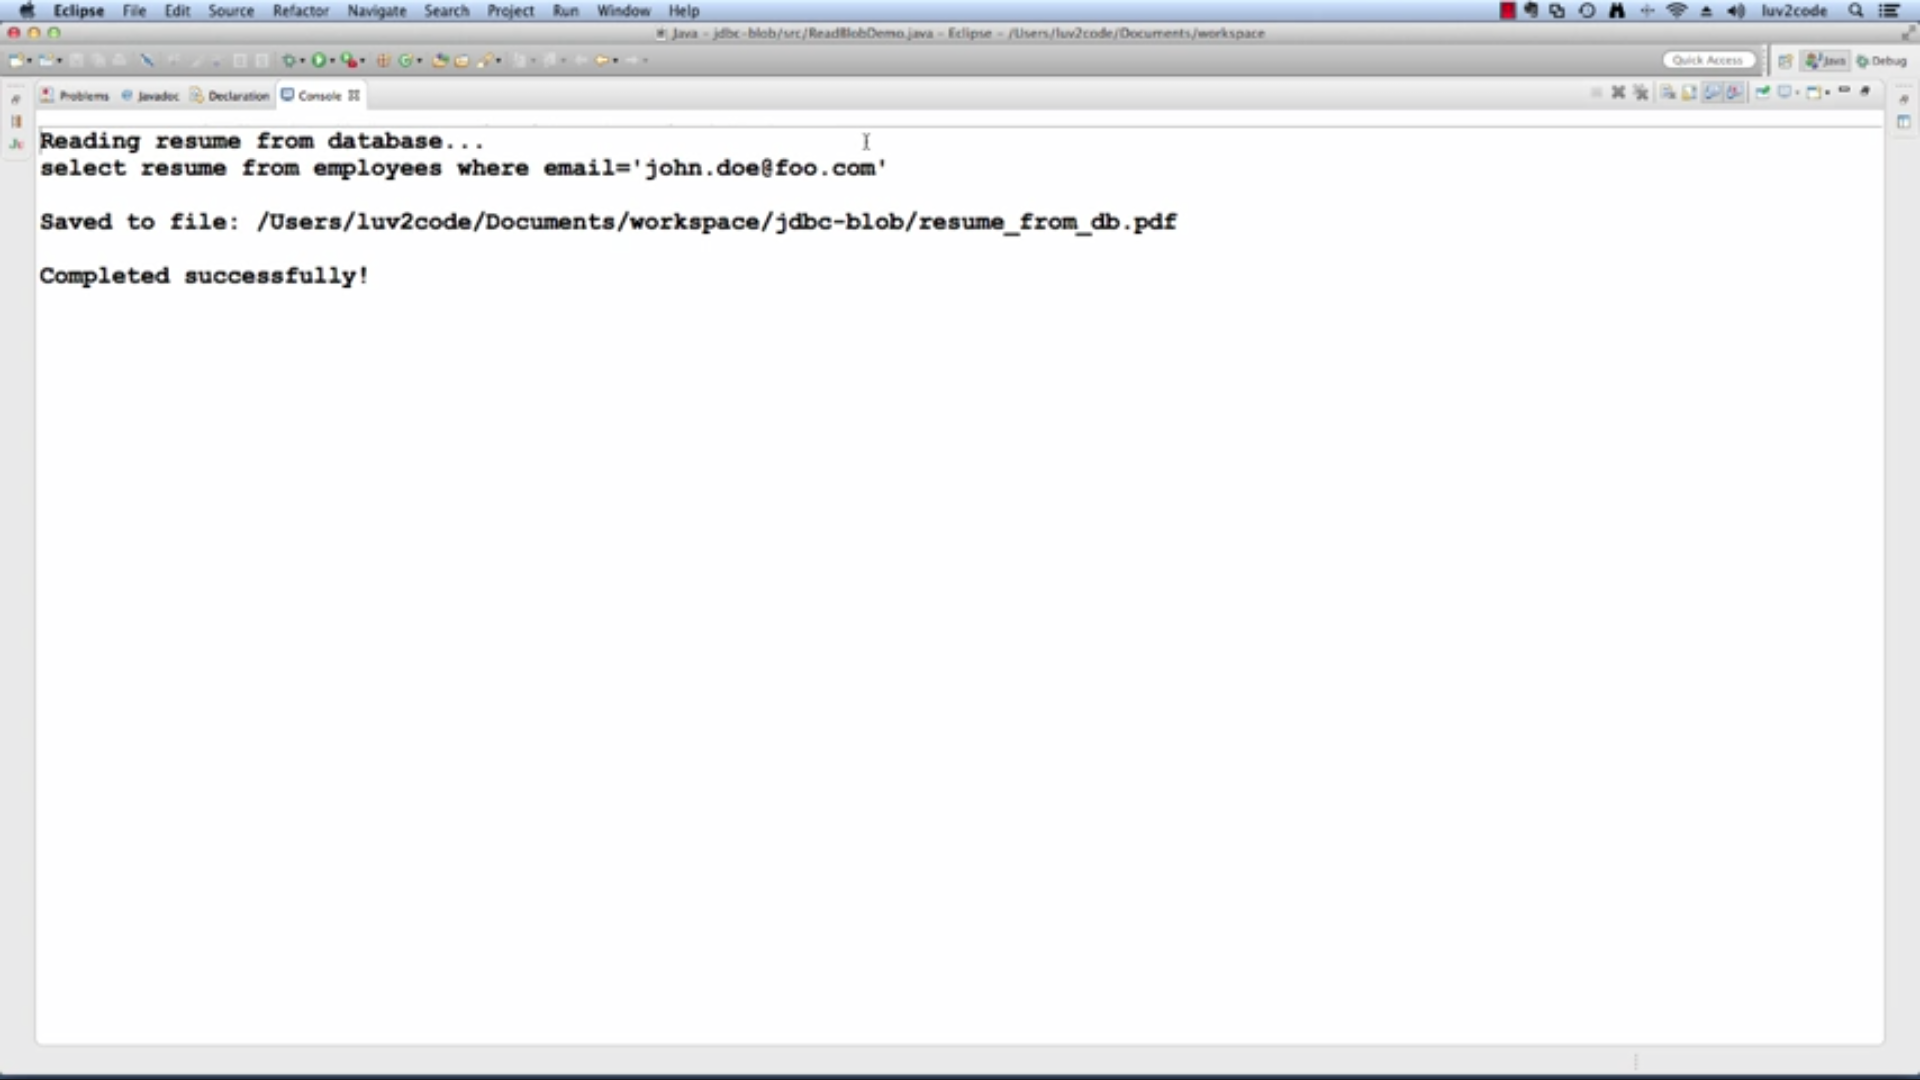 Eclipse File Edit Source Refactor Navigate Search Project Run Window Help luv2code
Java - jdbc-blob/src/ReadBlobDemo.java - Eclipse - /Users/luv2code/Documents/workspace
Quick Access Java Debug
Problems Javadoc Declaration Console
Reading resume from database...
select resume from employees where email='john.doe@foo.com'
Saved to file: /Users/luv2code/Documents/workspace/jdbc-blob/resume_from_db.pdf
Completed successfully!